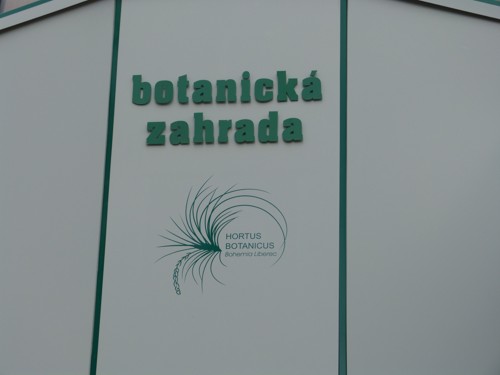 botanická
zahrada
HORTUS
BOTANICUS
Bohemia Liberec